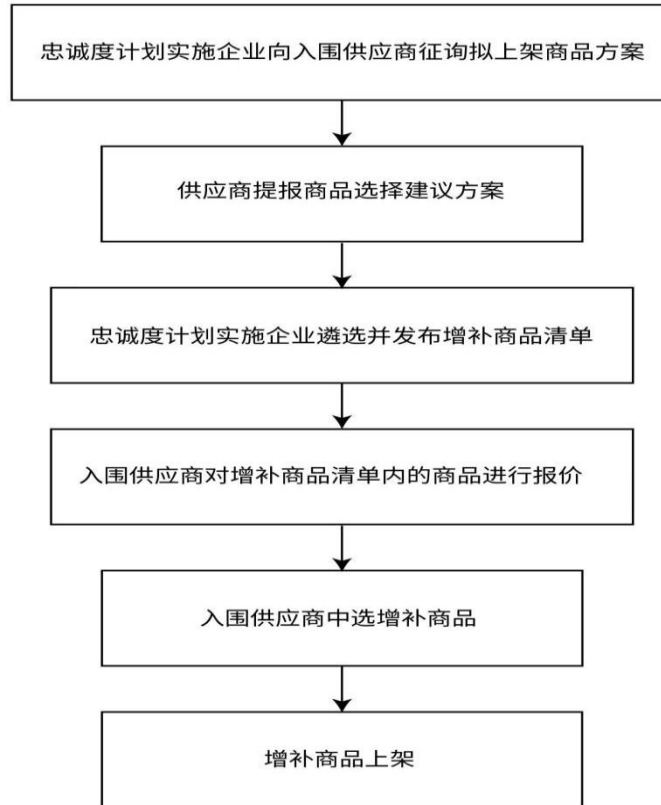 忠诚度计划实施企业向入围供应商征询拟上架商品方案
供应商提报商品选择建议方案
忠诚度计划实施企业遴选并发布增补商品清单
入围供应商对增补商品清单内的商品进行报价
入围供应商中选增补商品
增补商品上架